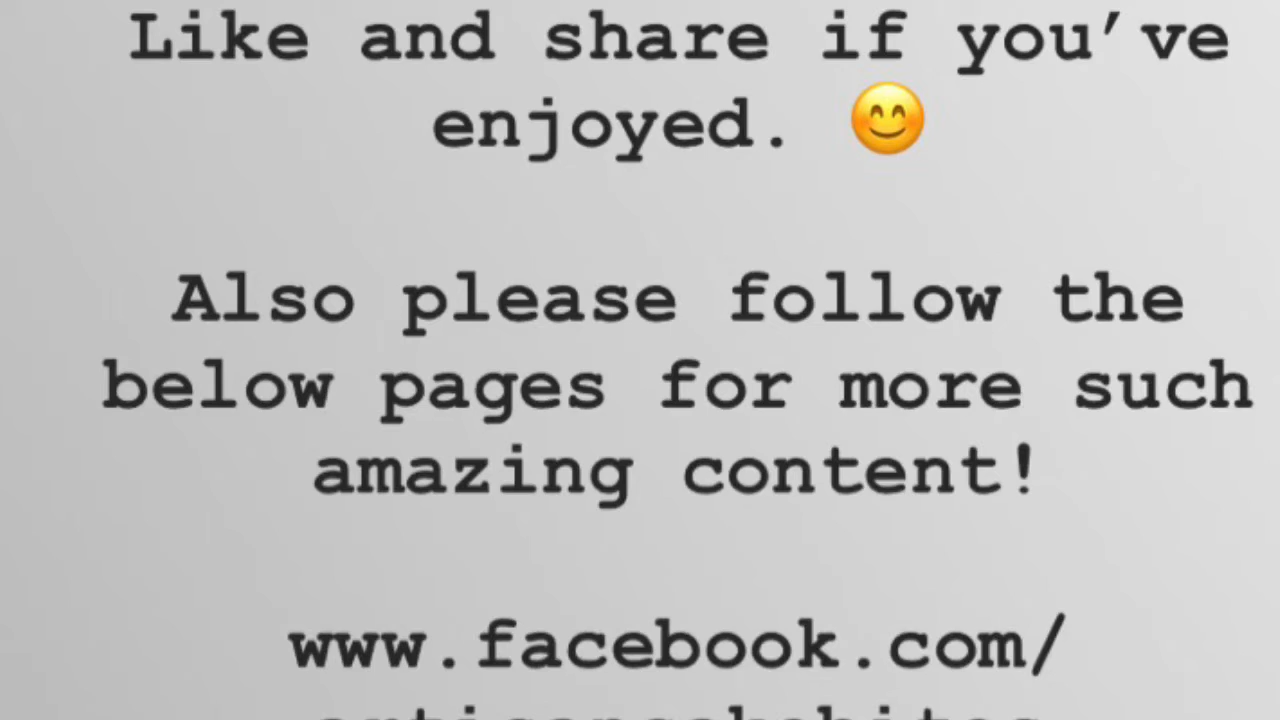 Like and share if you’ve
enjoyed. 😊
Also please follow the
below pages for more such
amazing content!
www.facebook.com/